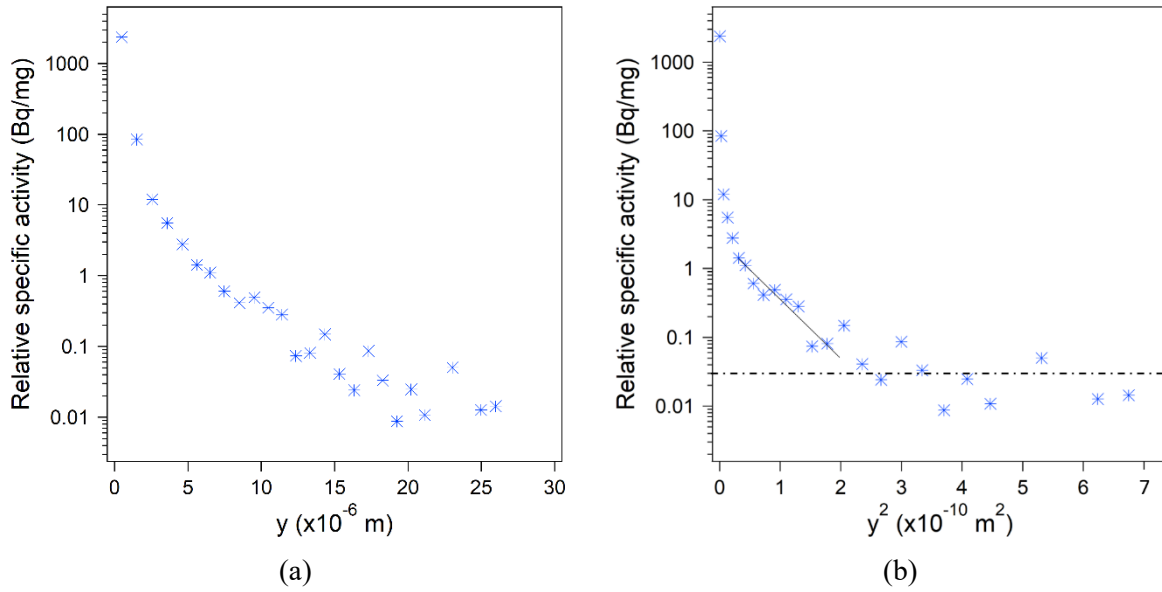 Relative specific activity (Bq/mg)
1000
100
10
1
0.1
0.01
0 5 10 15 20 25 30
y (x10⁻⁶ m)
(a)
Relative specific activity (Bq/mg)
1000
100
10
1
0.1
0.01
0 1 2 3 4 5 6 7
y² (x10⁻¹⁰ m²)
(b)